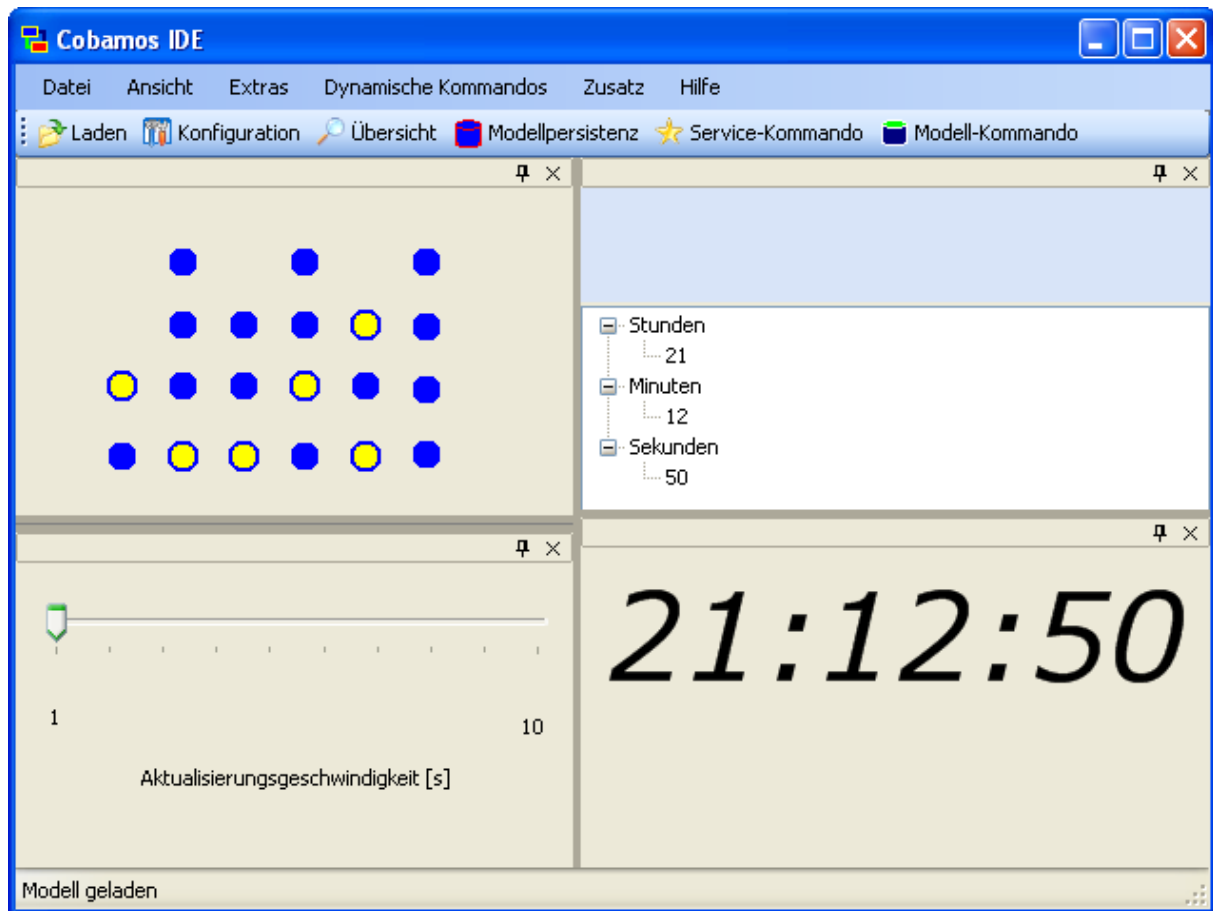 Cobamos IDE
Datei Ansicht Extras Dynamische Kommandos Zusatz Hilfe
Laden Konfiguration Übersicht Modellpersistenz Service-Kommando Modell-Kommando
Stunden
21
Minuten
12
Sekunden
50
1
10
Aktualisierungsgeschwindigkeit [s]
21:12:50
Modell geladen